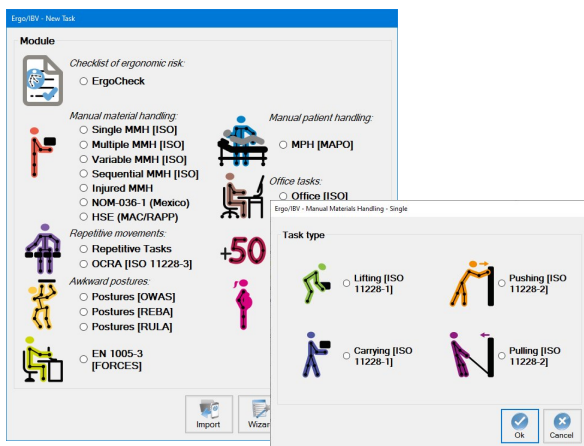 Ergo/IBV - New Task
Module
Checklist of ergonomic risk:
ErgoCheck
Manual material handling:
Single MMH [ISO]
Multiple MMH [ISO]
Variable MMH [ISO]
Sequential MMH [ISO]
Injured MMH
NOM-036-1 (Mexico)
HSE (MAC/RAPP)
Repetitive movements:
Repetitive Tasks
OCRA [ISO 11228-3]
Awkward postures:
Postures [OWAS]
Postures [REBA]
Postures [RULA]
EN 1005-3
[FORCES]
Manual patient handling:
MPH [MAPO]
Office tasks:
Office [ISO]
+50
Import
Wizar
Ergo/IBV - Manual Materials Handling - Single
Task type
Lifting [ISO
11228-1]
Pushing [ISO
11228-2]
Carrying [ISO
11228-1]
Pulling [ISO
11228-2]
Ok
Cancel